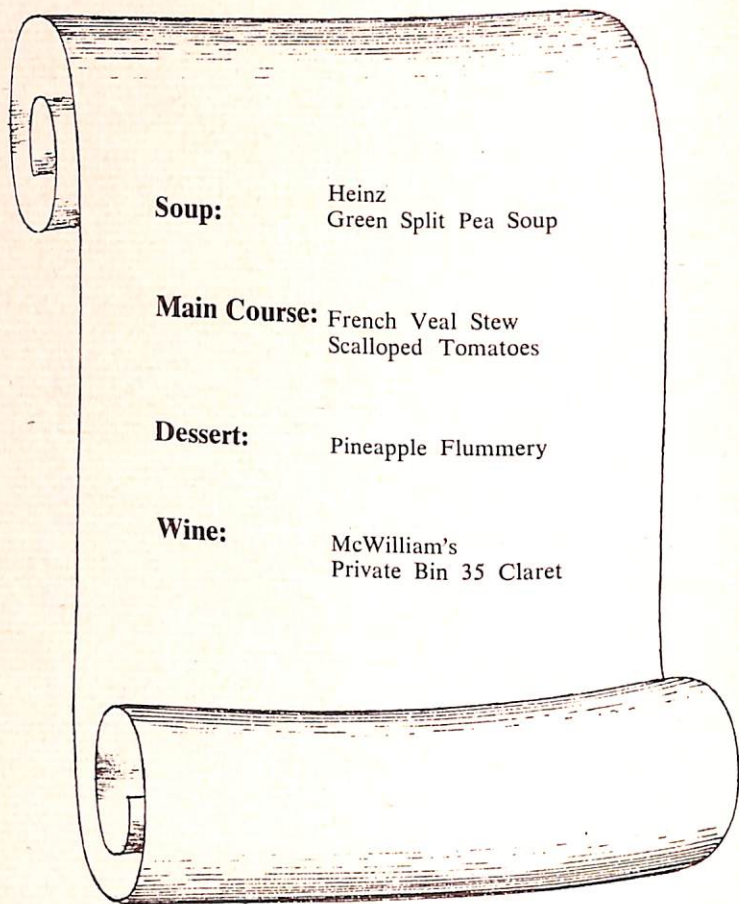 Soup:
Heinz
Green Split Pea Soup
Main Course:
French Veal Stew
Scalloped Tomatoes
Dessert:
Pineapple Flummery
Wine:
McWilliam's
Private Bin 35 Claret